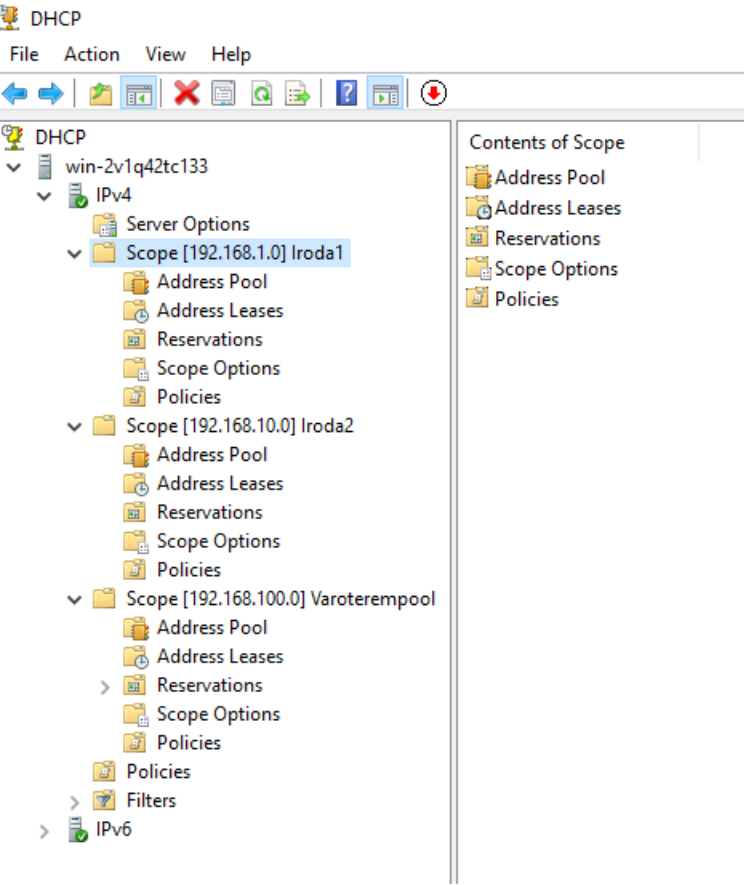 DHCP
File Action View Help
DHCP
win-2v1q42tc133
IPv4
Server Options
Scope [192.168.1.0] Iroda1
Address Pool
Address Leases
Reservations
Scope Options
Policies
Scope [192.168.10.0] Iroda2
Address Pool
Address Leases
Reservations
Scope Options
Policies
Scope [192.168.100.0] Varoterempool
Address Pool
Address Leases
Reservations
Scope Options
Policies
Policies
Filters
IPv6
Contents of Scope
Address Pool
Address Leases
Reservations
Scope Options
Policies